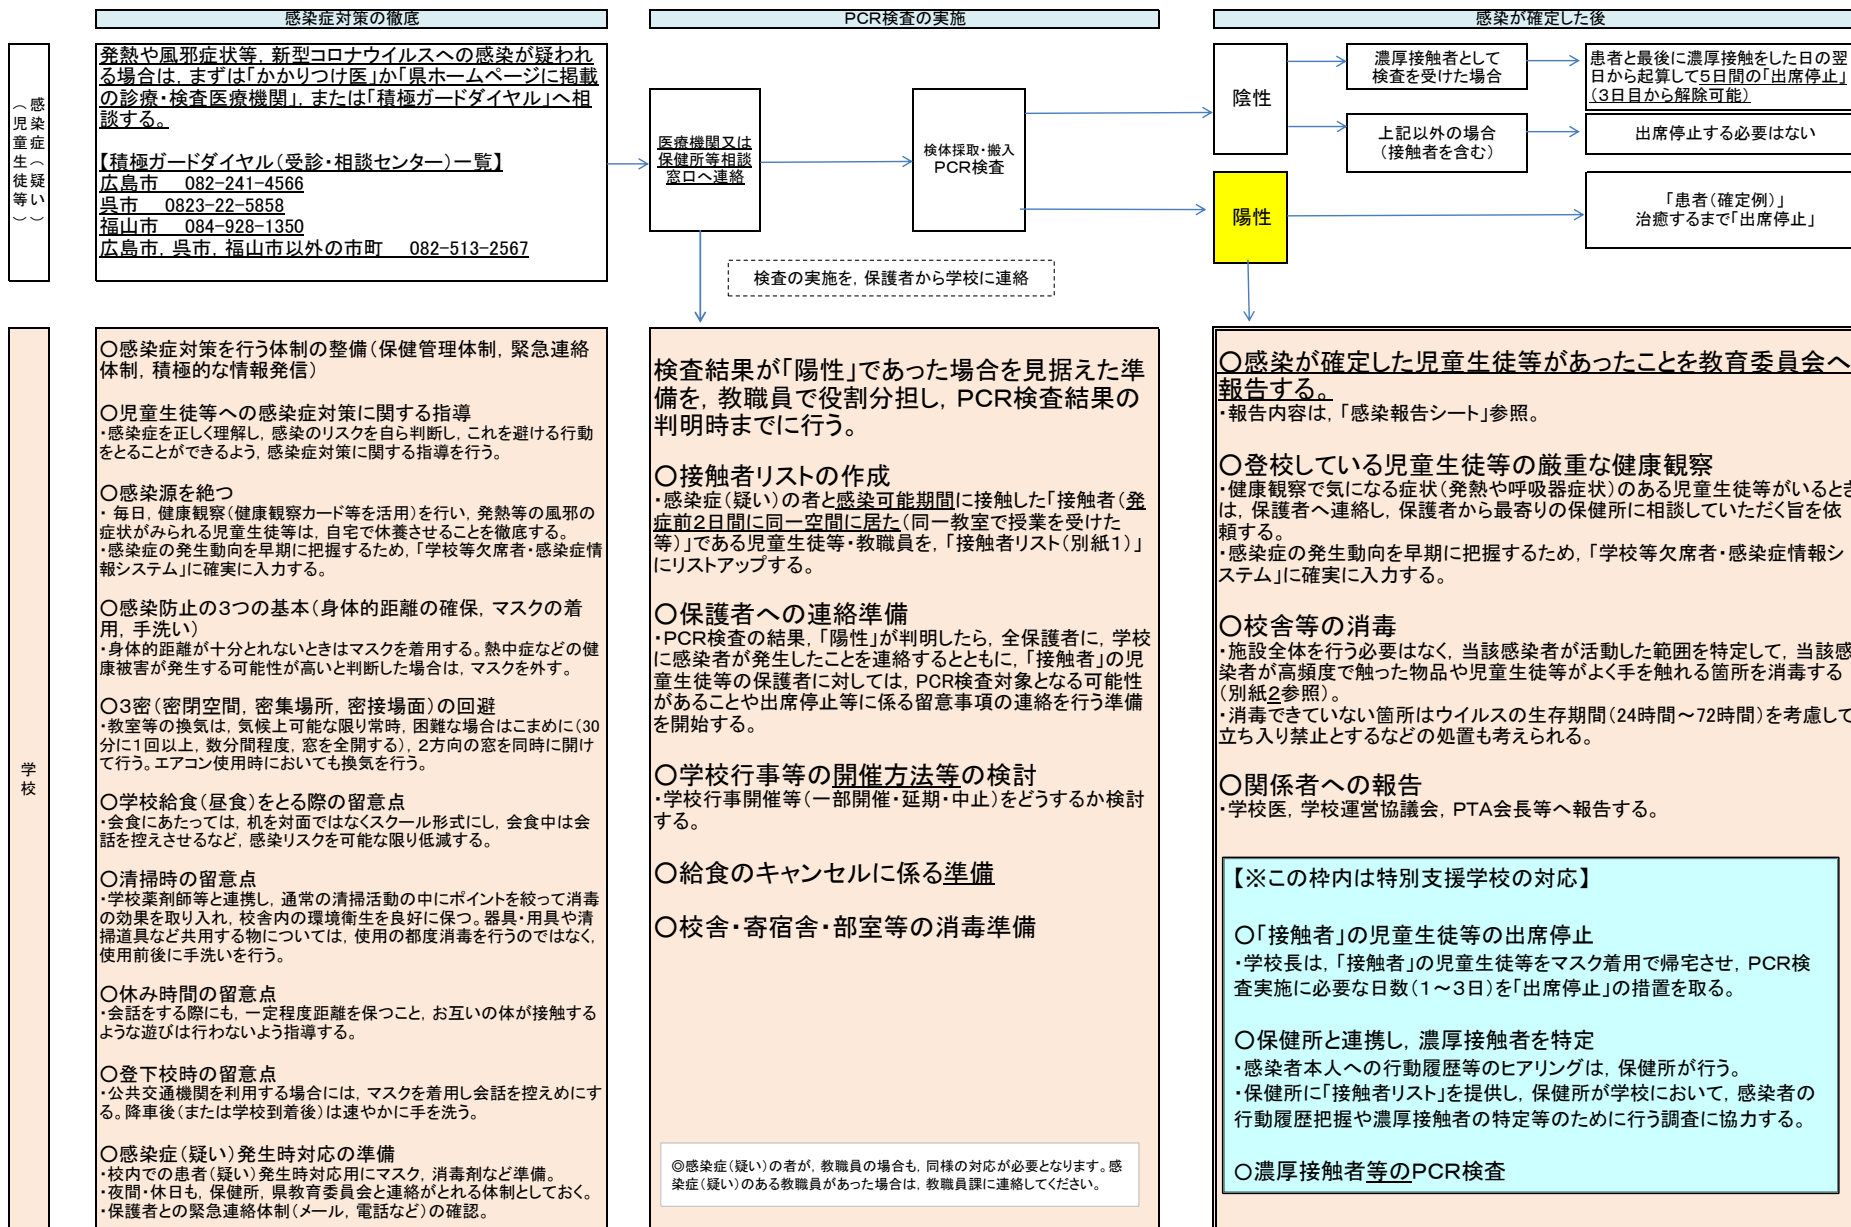 感染症対策の徹底
PCR検査の実施
感染が確定した後
感染症（疑い）
（児童生徒等）
発熱や風邪症状等，新型コロナウイルスへの感染が疑われ
る場合は，まずは「かかりつけ医」か「県ホームページに掲載
の診療・検査医療機関」，または「積極ガードダイヤル」へ相
談する。
【積極ガードダイヤル（受診・相談センター）一覧】
広島市　082-241-4566
呉市　0823-22-5858
福山市　084-928-1350
広島市，呉市，福山市以外の市町　082-513-2567
医療機関又は
保健所等相談
窓口へ連絡
検体採取・搬入
PCR検査
検査の実施を，保護者から学校に連絡
陰性
濃厚接触者として
検査を受けた場合
患者と最後に濃厚接触をした日の翌
日から起算して５日間の「出席停止」
（３日目から解除可能）
上記以外の場合
（接触者を含む）
出席停止する必要はない
陽性
「患者（確定例）」
治癒するまで「出席停止」
学校
〇感染症対策を行う体制の整備（保健管理体制，緊急連絡
体制，積極的な情報発信）
〇児童生徒等への感染症対策に関する指導
・感染症を正しく理解し，感染のリスクを自ら判断し，これを避ける行動
をとることができるよう，感染症対策に関する指導を行う。
〇感染源を絶つ
・ 毎日，健康観察（健康観察カード等を活用）を行い，発熱等の風邪の
症状がみられる児童生徒等は，自宅で休養させることを徹底する。
・感染症の発生動向を早期に把握するため，「学校等欠席者・感染症情
報システム」に確実に入力する。
〇感染防止の３つの基本（身体的距離の確保，マスクの着
用，手洗い）
・身体的距離が十分とれないときはマスクを着用する。熱中症などの健
康被害が発生する可能性が高いと判断した場合は，マスクを外す。
〇３密（密閉空間，密集場所，密接場面）の回避
・教室等の換気は，気候上可能な限り常時，困難な場合はこまめに（30
分に１回以上，数分間程度，窓を全開する），２方向の窓を同時に開け
て行う。エアコン使用時においても換気を行う。
〇学校給食（昼食）をとる際の留意点
・会食にあたっては，机を対面ではなくスクール形式にし，会食中は会
話を控えさせるなど，感染リスクを可能な限り低減する。
〇清掃時の留意点
・学校薬剤師等と連携し，通常の清掃活動の中にポイントを絞って消毒
の効果を取り入れ，校舎内の環境衛生を良好に保つ。器具・用具や清
掃道具など共用する物については，使用の都度消毒を行うのではなく，
使用前後に手洗いを行う。
〇休み時間の留意点
・会話をする際にも，一定程度距離を保つこと，お互いの体が接触する
ような遊びは行わないよう指導する。
〇登下校時の留意点
・公共交通機関を利用する場合には，マスクを着用し会話を控えめにす
る。降車後（または学校到着後）は速やかに手を洗う。
〇感染症（疑い）発生時対応の準備
・校内での患者（疑い）発生時対応用にマスク，消毒剤など準備。
・夜間・休日も，保健所，県教育委員会と連絡がとれる体制としておく。
・保護者との緊急連絡体制（メール，電話など）の確認。
検査結果が「陽性」であった場合を見据えた準
備を，教職員で役割分担し，PCR検査結果の
判明時までに行う。
〇接触者リストの作成
・感染症（疑い）の者と感染可能期間に接触した「接触者（発
症前２日間に同一空間に居た（同一教室で授業を受けた
等）」である児童生徒等・教職員を，「接触者リスト（別紙１）」
にリストアップする。
〇保護者への連絡準備
・PCR検査の結果，「陽性」が判明したら，全保護者に，学校
に感染者が発生したことを連絡するとともに，「接触者」の児
童生徒等の保護者に対しては，PCR検査対象となる可能性
があることや出席停止等に係る留意事項の連絡を行う準備
を開始する。
〇学校行事等の開催方法等の検討
・学校行事開催等（一部開催・延期・中止）をどうするか検討
する。
〇給食のキャンセルに係る準備
〇校舎・寄宿舎・部室等の消毒準備
◎感染症（疑い）の者が，教職員の場合も，同様の対応が必要となります。感
染症（疑い）のある教職員があった場合は，教職員課に連絡してください。
〇感染が確定した児童生徒等があったことを教育委員会へ
報告する。
・報告内容は，「感染報告シート」参照。
〇登校している児童生徒等の厳重な健康観察
・健康観察で気になる症状（発熱や呼吸器症状）のある児童生徒等がいるとき
は，保護者へ連絡し，保護者から最寄りの保健所に相談していただく旨を依
頼する。
・感染症の発生動向を早期に把握するため，「学校等欠席者・感染症情報シ
ステム」に確実に入力する。
〇校舎等の消毒
・施設全体を行う必要はなく，当該感染者が活動した範囲を特定して，当該感
染者が高頻度で触った物品や児童生徒等がよく手を触れる箇所を消毒する
（別紙２参照）。
・消毒できていない箇所はウイルスの生存期間（24時間～72時間）を考慮して
立ち入り禁止とするなどの処置も考えられる。
〇関係者への報告
・学校医，学校運営協議会，PTA会長等へ報告する。
【※この枠内は特別支援学校の対応】
〇「接触者」の児童生徒等の出席停止
・学校長は，「接触者」の児童生徒等をマスク着用で帰宅させ，PCR検
査実施に必要な日数（１～３日）を「出席停止」の措置を取る。
〇保健所と連携し，濃厚接触者を特定
・感染者本人への行動履歴等のヒアリングは，保健所が行う。
・保健所に「接触者リスト」を提供し，保健所が学校において，感染者の
行動履歴把握や濃厚接触者の特定等のために行う調査に協力する。
〇濃厚接触者等のPCR検査